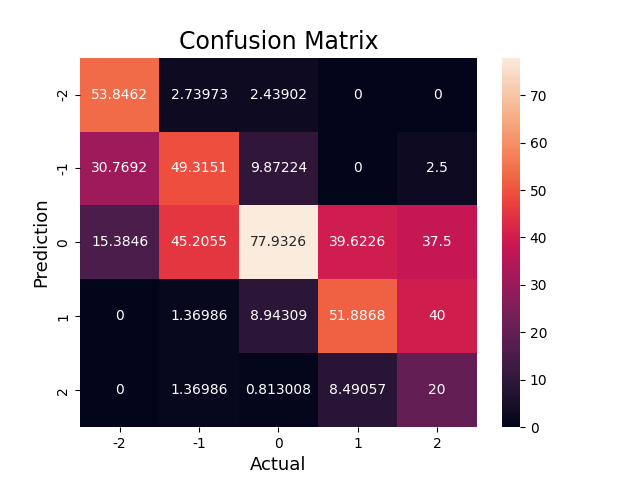 Confusion Matrix
-2 53.8462 2.73973 2.43902 0 0
-1 30.7692 49.3151 9.87224 0 2.5
0 15.3846 45.2055 77.9326 39.6226 37.5
1 0 1.36986 8.94309 51.8868 40
2 0 1.36986 0.813008 8.49057 20
-2 -1 0 1 2
Actual
Prediction
70
60
50
40
30
20
10
0